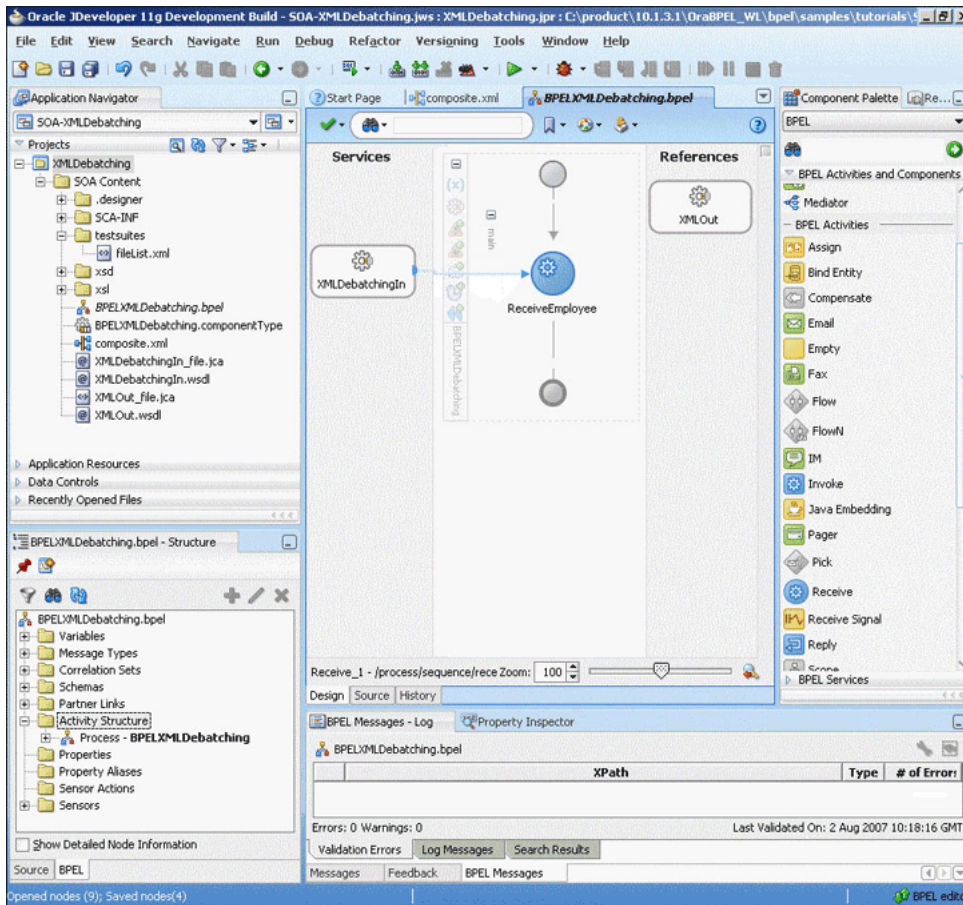 Oracle JDeveloper 11g Development Build - SOA-XMLDebatching.jws : XMLDebatching.jpr : C:\product\10.1.3.1\OraBPEL_WL\bpel\samples\tutorials\
File Edit View Search Navigate Run Debug Refactor Versioning Tools Window Help
Application Navigator
SOA-XMLDebatching
Projects
XMLDebatching
SOA Content
.designer
SCA-INF
testsuites
fileList.xml
xsd
xsl
BPELXMLDebatching.bpel
BPELXMLDebatching.componentType
composite.xml
XMLDebatchingIn_file.jca
XMLDebatchingIn.wsdl
XMLOut_file.jca
XMLOut.wsdl
Application Resources
Data Controls
Recently Opened Files
BPELXMLDebatching.bpel - Structure
BPELXMLDebatching.bpel
Variables
Message Types
Correlation Sets
Schemas
Partner Links
Activity Structure
Process - BPELXMLDebatching
Properties
Property Aliases
Sensor Actions
Sensors
Show Detailed Node Information
Source BPEL
Start Page composite.xml BPELXMLDebatching.bpel
Services
References
(x)
main
BPELXMLDebatching
XMLDebatchingIn
ReceiveEmployee
XMLOut
Receive_1 - /process/sequence/rece Zoom: 100
Design Source History
BPEL Messages - Log Property Inspector
BPELXMLDebatching.bpel
XPath Type # of Errors
Errors: 0 Warnings: 0 Last Validated On: 2 Aug 2007 10:18:16 GMT
Validation Errors Log Messages Search Results
Messages Feedback BPEL Messages
Component Palette Re...
BPEL
BPEL Activities and Components
Mediator
BPEL Activities
Assign
Bind Entity
Compensate
Email
Empty
Fax
Flow
FlowN
IM
Invoke
Java Embedding
Pager
Pick
Receive
Receive Signal
Reply
Scope
BPEL Services
Opened nodes (9); Saved nodes(4) BPEL edito